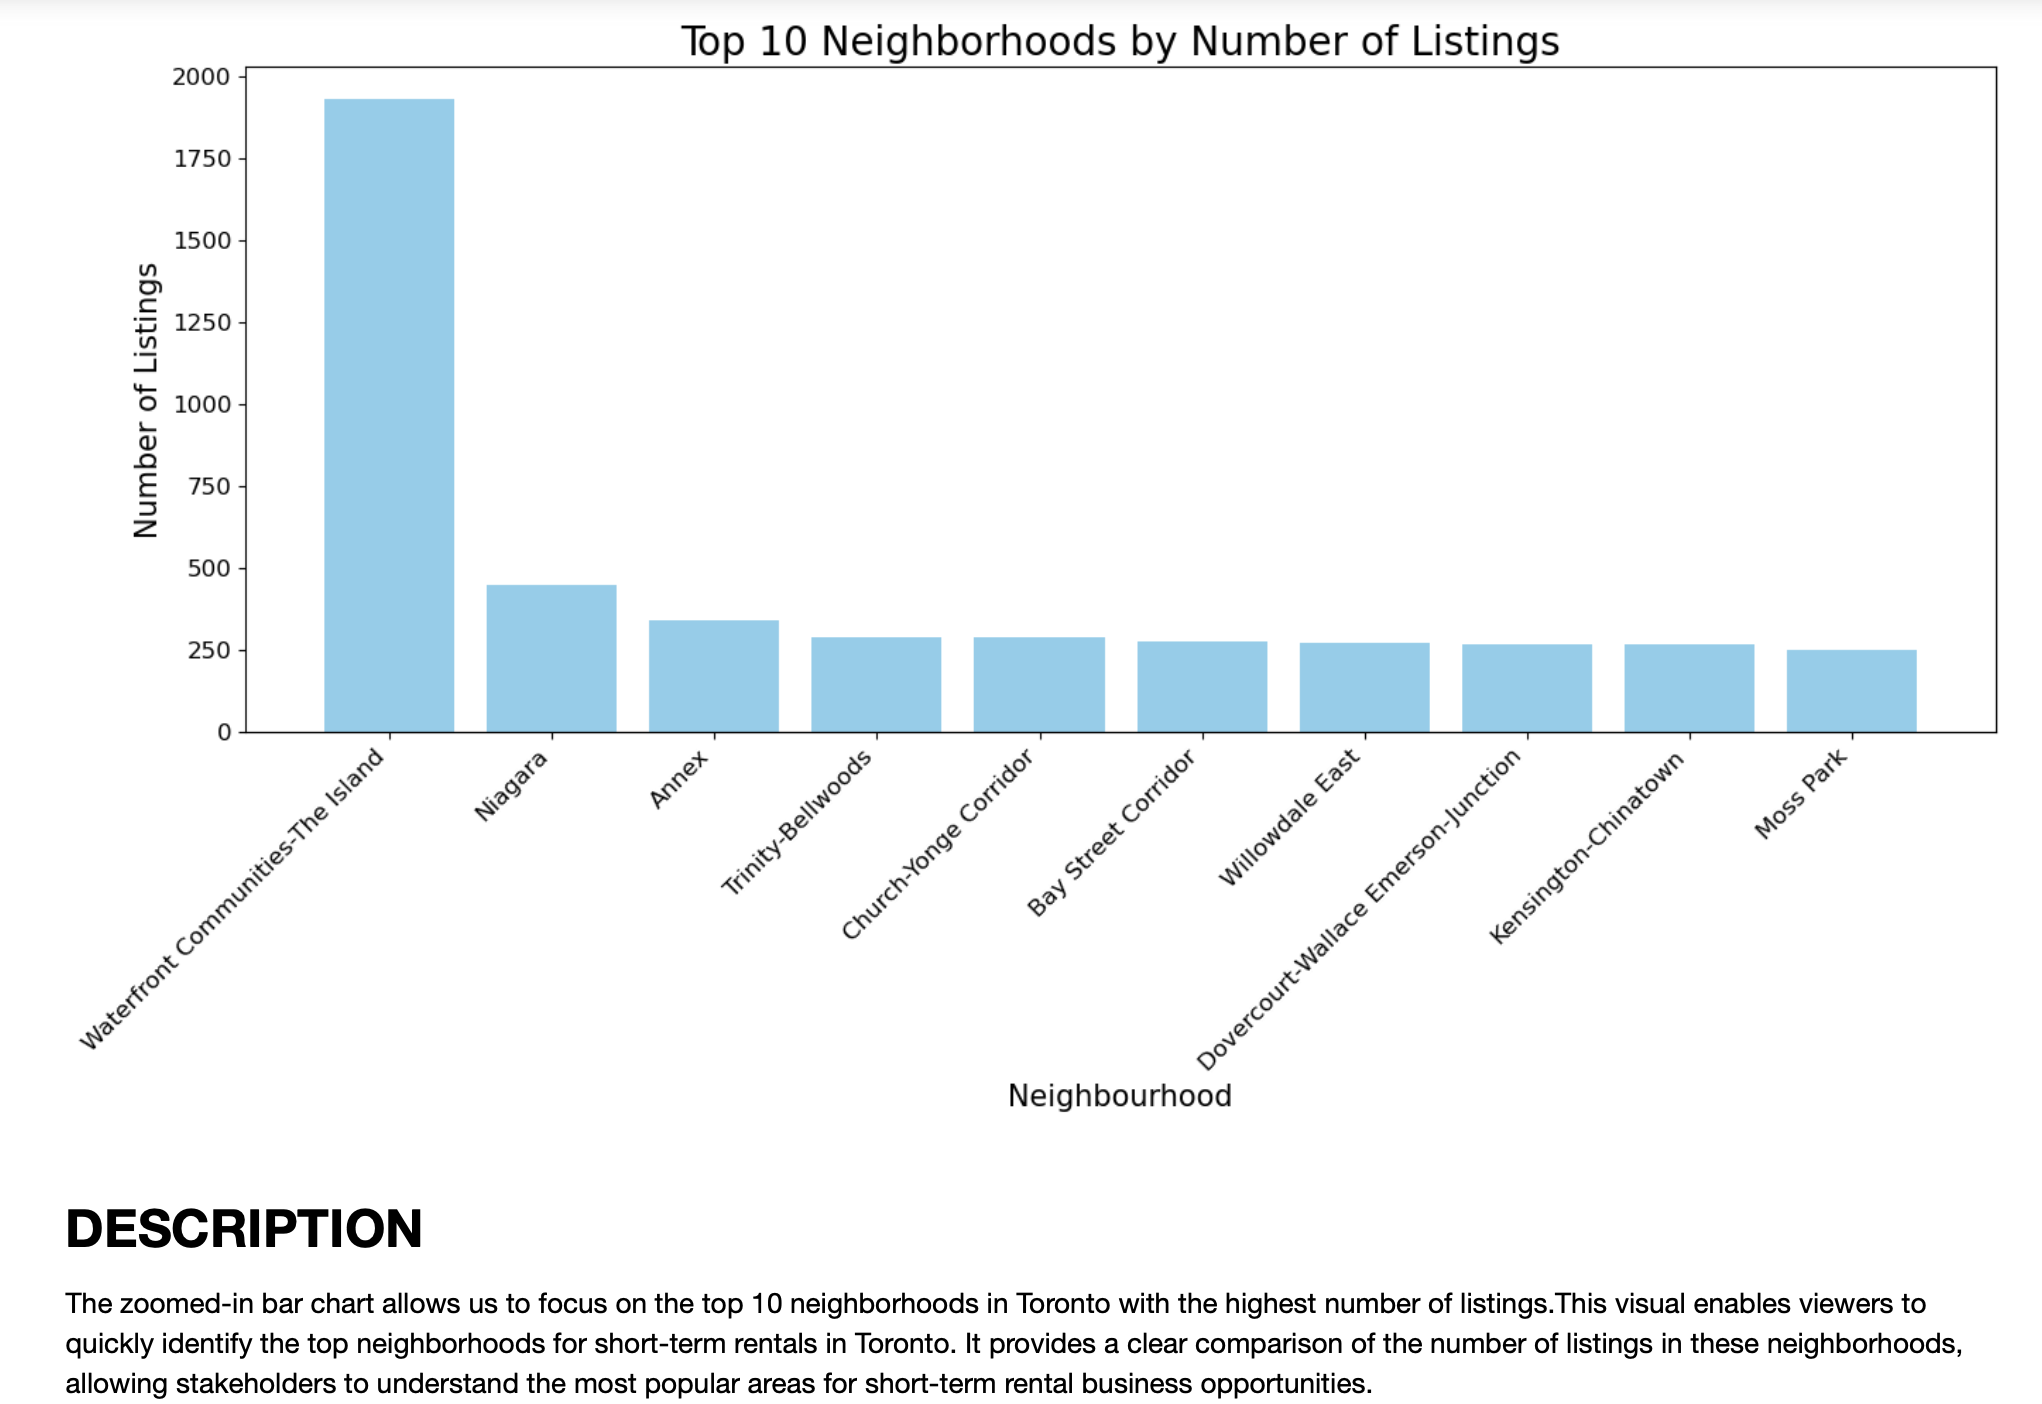 Top 10 Neighborhoods by Number of Listings
2000
1750
1500
1250
1000
750
500
250
0
Number of Listings
Waterfront Communities-The Island
Niagara
Annex
Trinity-Bellwoods
Church-Yonge Corridor
Bay Street Corridor
Willowdale East
Dovercourt-Wallace Emerson-Junction
Kensington-Chinatown
Moss Park
Neighbourhood
DESCRIPTION
The zoomed-in bar chart allows us to focus on the top 10 neighborhoods in Toronto with the highest number of listings.This visual enables viewers to
quickly identify the top neighborhoods for short-term rentals in Toronto. It provides a clear comparison of the number of listings in these neighborhoods,
allowing stakeholders to understand the most popular areas for short-term rental business opportunities.